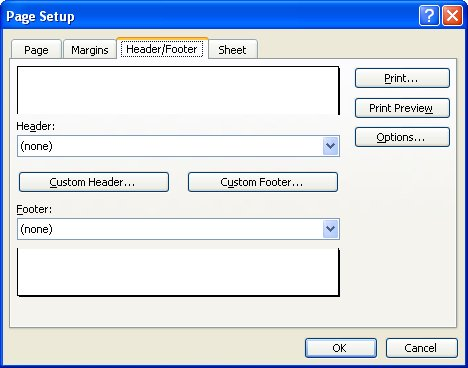 Page Setup
Page Margins Header/Footer Sheet
Print...
Print Preview
Header:
(none)
Options...
Custom Header... Custom Footer...
Footer:
(none)
OK Cancel